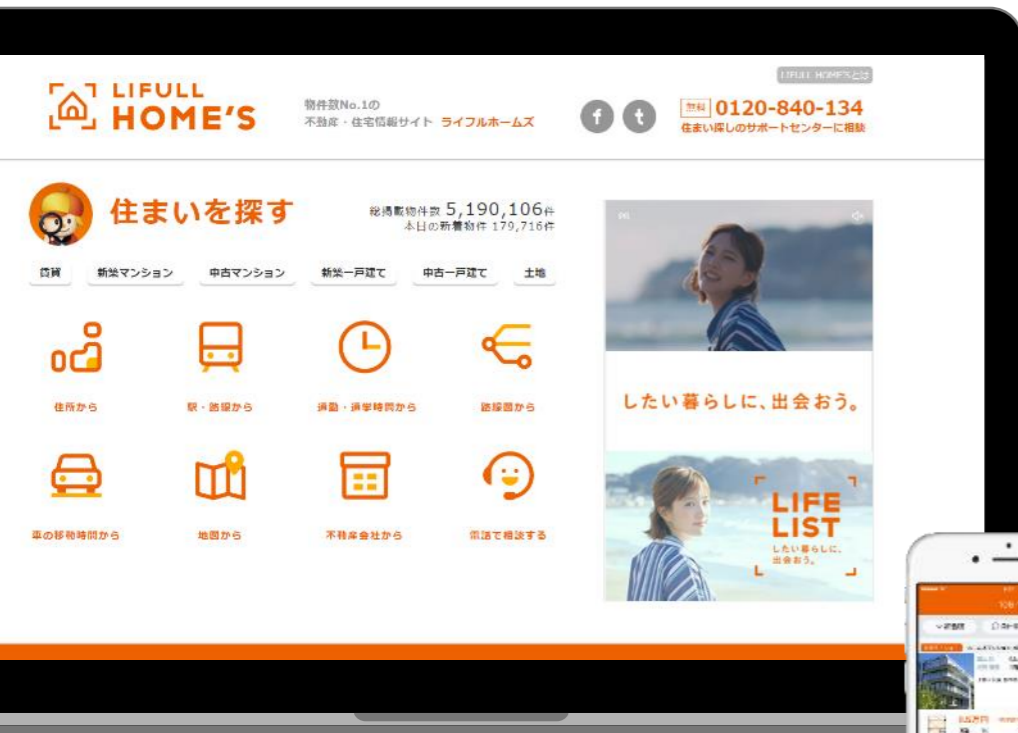 LIFULL HOME'Sとは
LIFULL
HOME'S
物件数No.1の
不動産・住宅情報サイト ライフルホームズ
f
t
無料 0120-840-134
住まい探しのサポートセンターに相談
住まいを探す
総掲載物件数 5,190,106件
本日の新着物件 179,716件
賃貸
新築マンション
中古マンション
新築一戸建て
中古一戸建て
土地
住所から
駅・路線から
通勤・通学時間から
路線図から
車の移動時間から
地図から
不動産会社から
電話で相談する
したい暮らしに、出会おう。
LIFE
LIST
したい暮らしに、
出会おう。